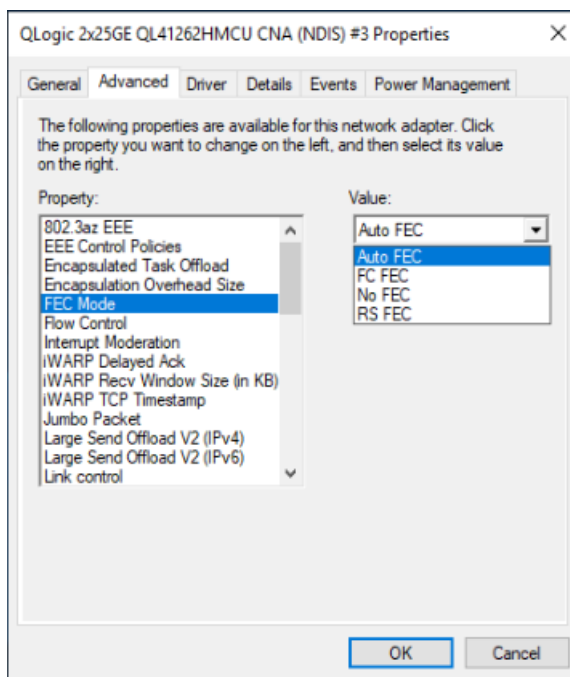 QLogic 2x25GE QL41262HMCU CNA (NDIS) #3 Properties
General Advanced Driver Details Events Power Management
The following properties are available for this network adapter. Click
the property you want to change on the left, and then select its value
on the right.
Property:
802.3az EEE
EEE Control Policies
Encapsulated Task Offload
Encapsulation Overhead Size
FEC Mode
Flow Control
Interrupt Moderation
iWARP Delayed Ack
iWARP Recv Window Size (in KB)
iWARP TCP Timestamp
Jumbo Packet
Large Send Offload V2 (IPv4)
Large Send Offload V2 (IPv6)
Link control
Value:
Auto FEC
Auto FEC
FC FEC
No FEC
RS FEC
OK Cancel